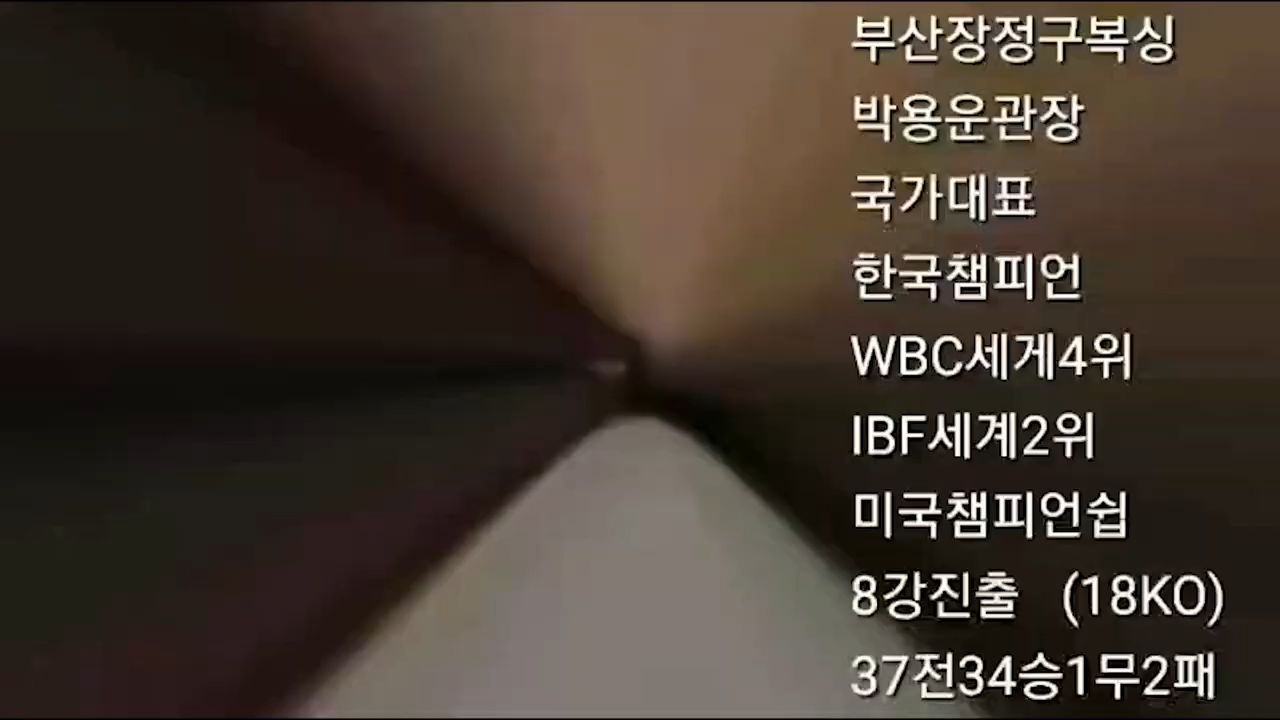 부산장정구복싱
박용운관장
국가대표
한국챔피언
WBC세게4위
IBF세계2위
미국챔피언쉽
8강진출 (18KO)
37전34승1무2패